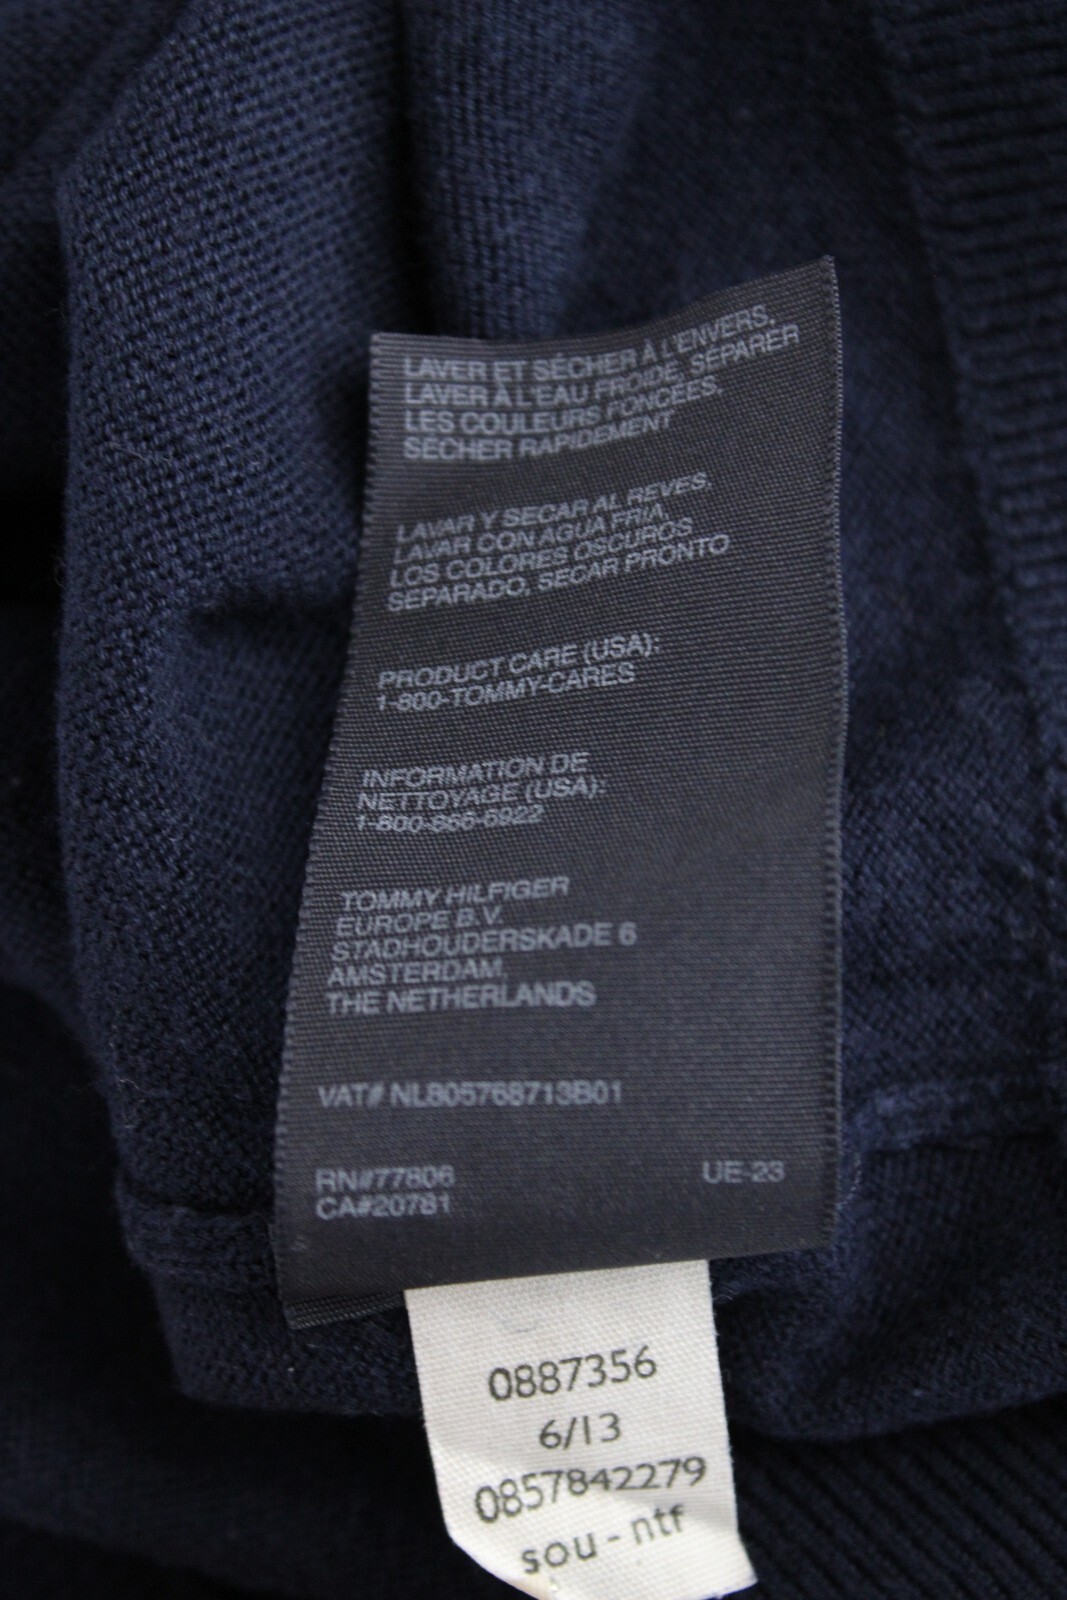 LAVER ET SÉCHER À L'ENVERS,
LAVER À L'EAU FROIDE, SÉPARER
LES COULEURS FONCÉES,
SÉCHER RAPIDEMENT
LAVAR Y SECAR AL REVES,
LAVAR CON AGUA FRIA,
LOS COLORES OSCUROS
SEPARADO, SECAR PRONTO
PRODUCT CARE (USA):
1-800-TOMMY-CARES
INFORMATION DE
NETTOYAGE (USA):
1-800-866-6922
TOMMY HILFIGER
EUROPE B.V.
STADHOUDERSKADE 6
AMSTERDAM,
THE NETHERLANDS
VAT# NL805768713B01
RN#77806 UE-23
CA#20781
0887356
6/13
0857842279
sou - ntf